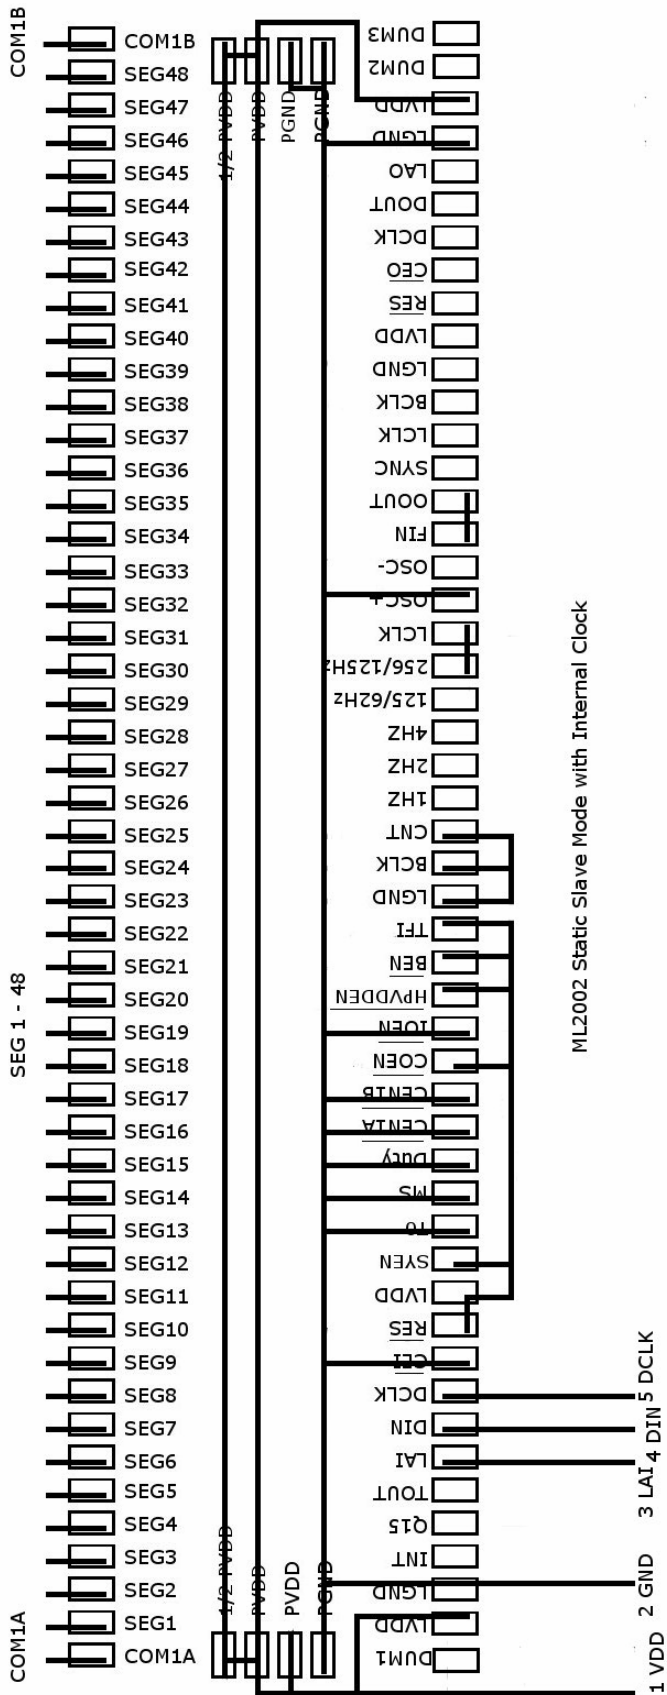 COM1B
COM1B
SEG48
SEG47
SEG46
SEG45
SEG44
SEG43
SEG42
SEG41
SEG40
SEG39
SEG38
SEG37
SEG36
SEG35
SEG34
SEG33
SEG32
SEG31
SEG30
SEG29
SEG28
SEG27
SEG26
SEG25
SEG24
SEG23
SEG22
SEG21
SEG20
SEG19
SEG18
SEG17
SEG16
SEG15
SEG14
SEG13
SEG12
SEG11
SEG10
SEG9
SEG8
SEG7
SEG6
SEG5
SEG4
SEG3
SEG2
SEG1
COM1A
SEG 1 - 48
COM1A
1/2 PVDD
PVDD
PGND
PGND
1/2 PVDD
PVDD
PVDD
PGND
DUM3
DUM2
LVDD
LGND
LAO
DOUT
DCLK
CEO
RES
LVDD
LGND
BCLK
LCLK
SYNC
OOUT
FIN
OSC-
OSC+
LCLK
256/125Hz
125/62Hz
4HZ
2HZ
1HZ
CNT
BCLK
LGND
TFI
BEN
HPVDDEN
IOEN
COEN
CEN1B
CEN1A
Duty
MS
T0
SYEN
LVDD
RES
CEI
DCLK
DIN
LAI
TOUT
Q15
INT
LGND
LVDD
DUM1
ML2002 Static Slave Mode with Internal Clock
5 DCLK
4 DIN
3 LAI
2 GND
1 VDD